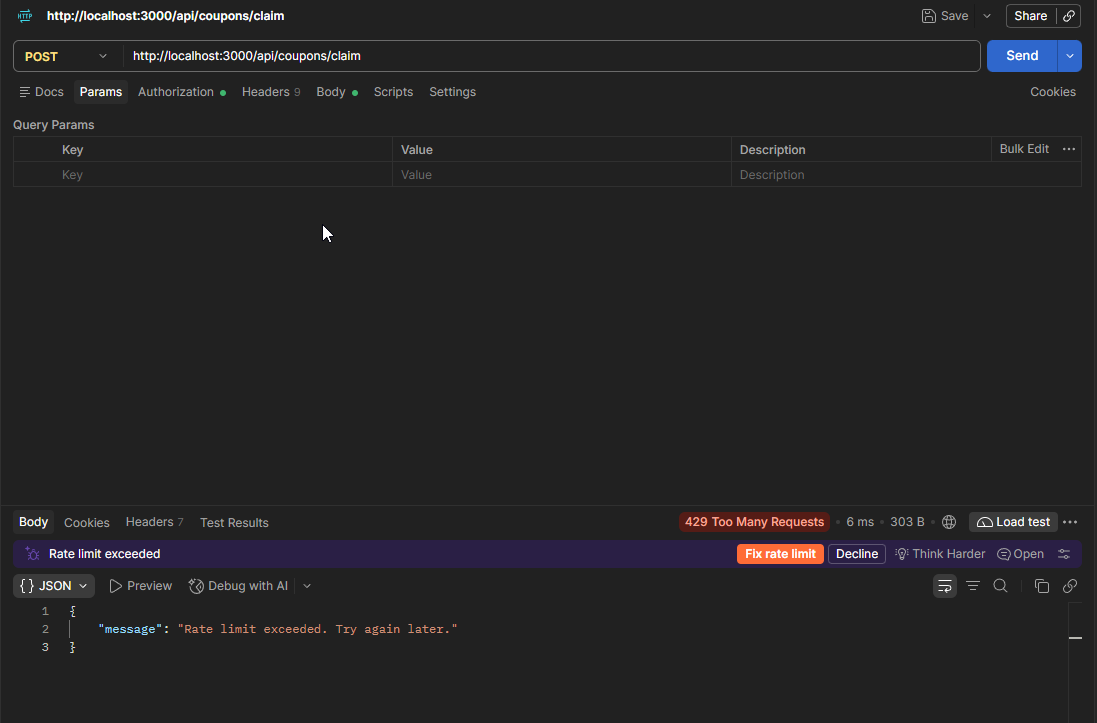 HTTP http://localhost:3000/api/coupons/claim Save Share
POST http://localhost:3000/api/coupons/claim Send
Docs Params Authorization Headers 9 Body Scripts Settings Cookies
Query Params
Key Value Description Bulk Edit
Key Value Description
Body Cookies Headers 7 Test Results 429 Too Many Requests 6 ms 303 B Load test
Rate limit exceeded Fix rate limit Decline Think Harder Open
{} JSON Preview Debug with AI
1 {
2 "message": "Rate limit exceeded. Try again later."
3 }